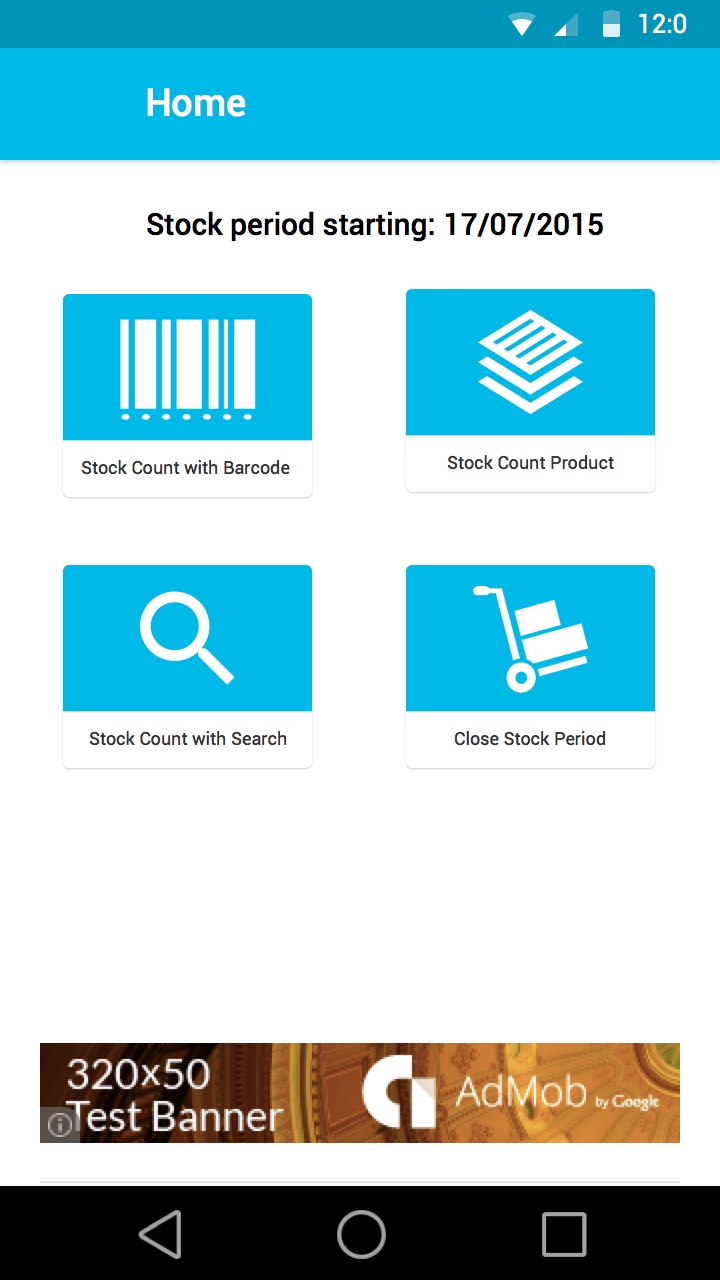 12:0
Home
Stock period starting: 17/07/2015
Stock Count with Barcode
Stock Count Product
Stock Count with Search
Close Stock Period
320x50
Test Banner
AdMob by Google